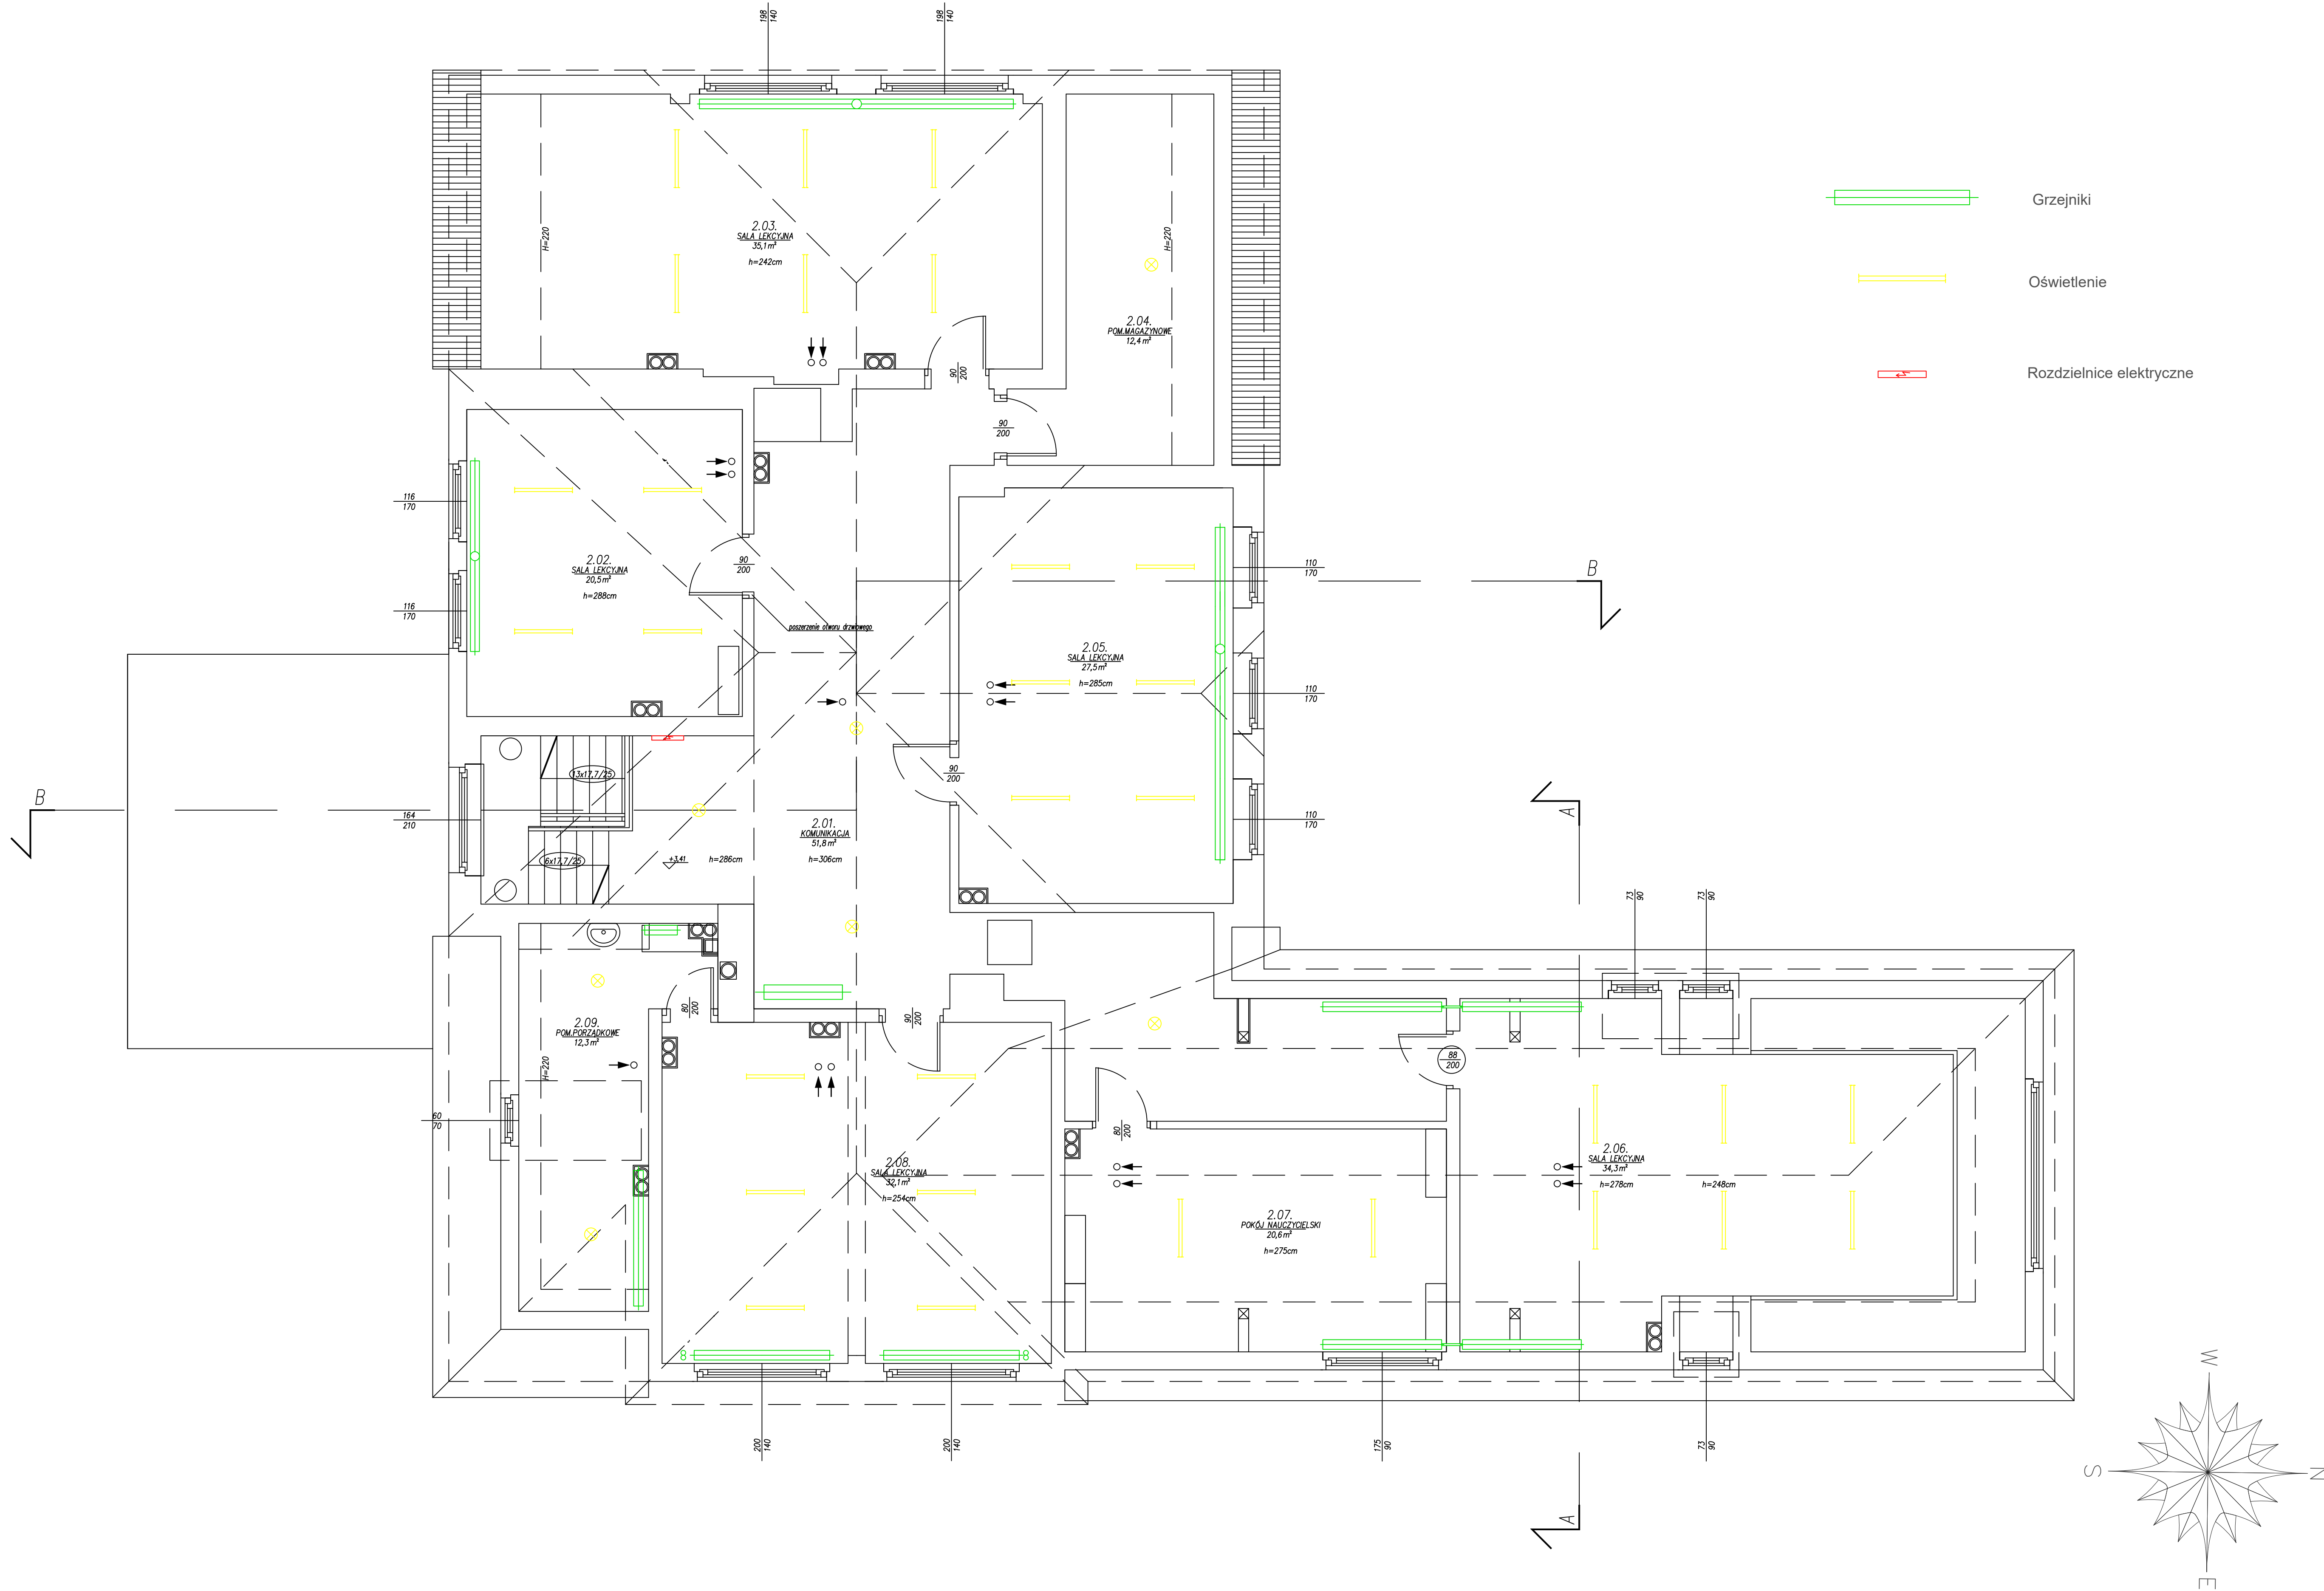 198
140
198
140
Grzejniki
Oświetlenie
Rozdzielnice elektryczne
2.03.
SALA LEKCYJNA
35,1m²
h=242cm
H=220
H=220
2.04.
POM.MAGAZYNOWE
12,4m²
90
200
90
200
116
170
116
170
2.02.
SALA LEKCYJNA
20,5m²
h=288cm
90
200
poszerzenie otworu drzwiowego
2.05.
SALA LEKCYJNA
27,5m²
h=285cm
110
170
110
170
110
170
B
B
90
200
13x17,7/25
6x17,7/25
164
210
2.01.
KOMUNIKACJA
51,8m²
h=306cm
+3,41
h=286cm
A
73
90
73
90
2.09.
POM.PORZĄDKOWE
12,3m²
H=220
80
200
90
200
60
70
88
200
80
200
2.08.
SALA LEKCYJNA
32,1m²
h=254cm
2.07.
POKÓJ NAUCZYCIELSKI
20,6m²
h=275cm
2.06.
SALA LEKCYJNA
34,3m²
h=278cm
h=248cm
200
140
200
140
175
90
73
90
A
W
S
N
E